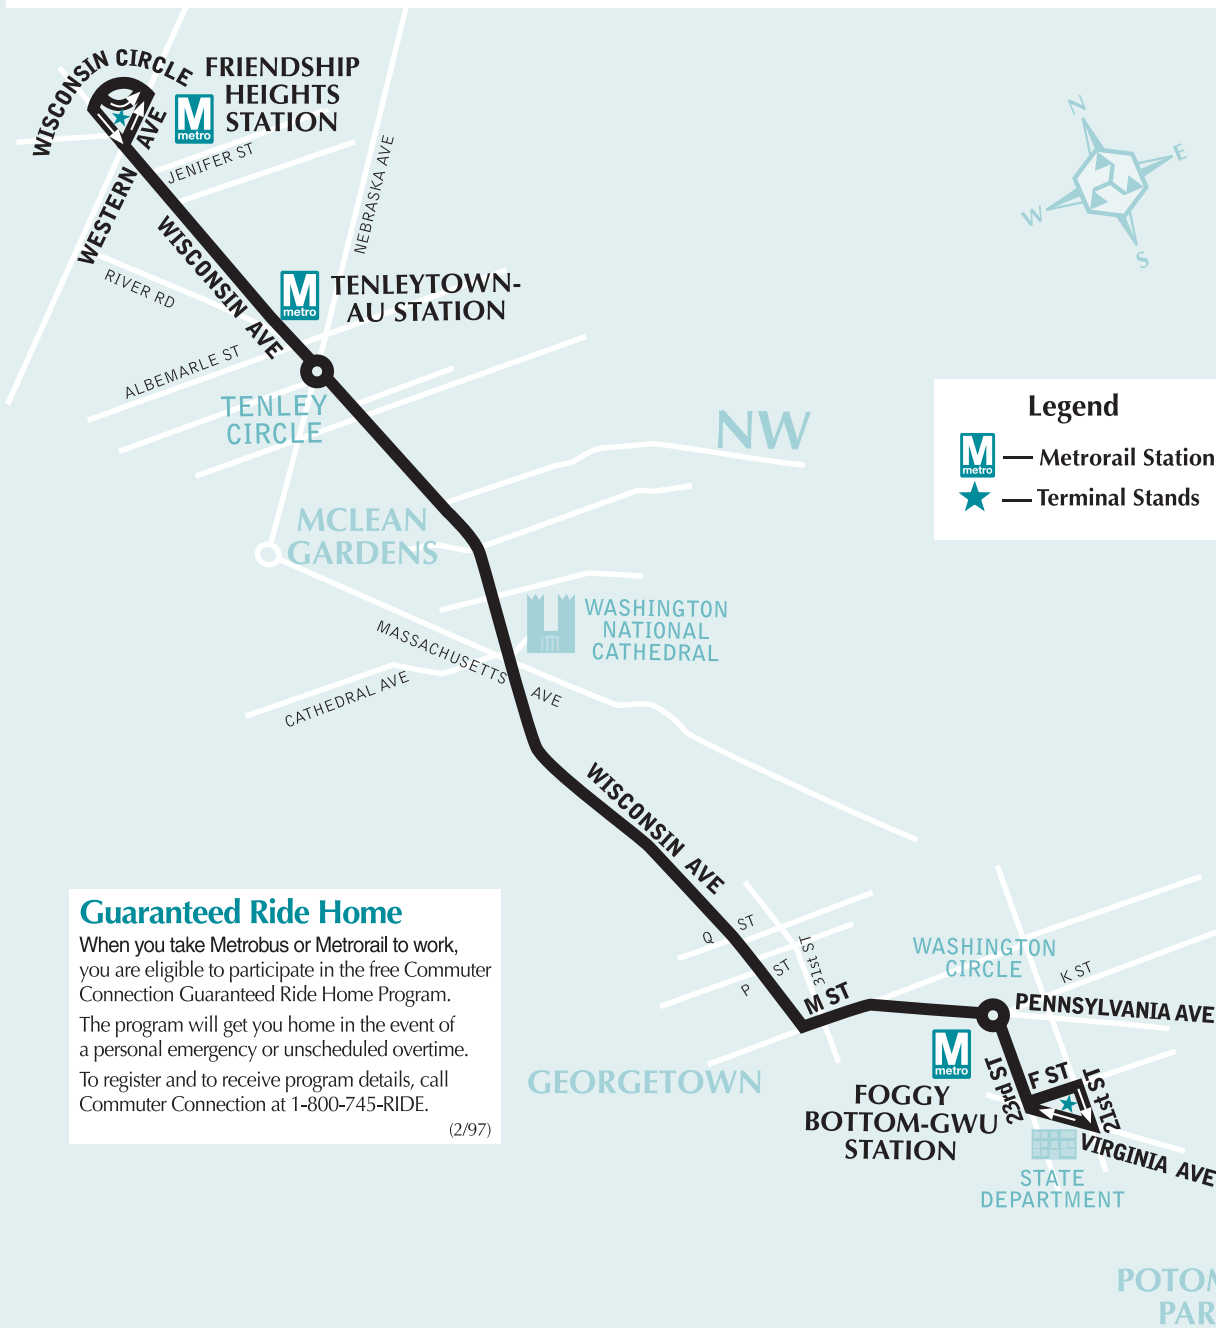 WISCONSIN CIRCLE
FRIENDSHIP
HEIGHTS
STATION
M
metro
AVE
WESTERN
JENIFER ST
NEBRASKA AVE
N
E
W
S
WISCONSIN AVE
RIVER RD
M
metro
TENLEYTOWN-
AU STATION
ALBEMARLE ST
TENLEY
CIRCLE
NW
Legend
M
metro
Metrorail Station
Terminal Stands
MCLEAN
GARDENS
WASHINGTON
NATIONAL
CATHEDRAL
MASSACHUSETTS AVE
CATHEDRAL AVE
WISCONSIN AVE
Q ST
P ST
31st ST
M ST
WASHINGTON
CIRCLE
K ST
PENNSYLVANIA AVE
M
metro
GEORGETOWN
FOGGY
BOTTOM-GWU
STATION
23rd ST
F ST
21st ST
VIRGINIA AVE
STATE
DEPARTMENT
Guaranteed Ride Home
When you take Metrobus or Metrorail to work,
you are eligible to participate in the free Commuter
Connection Guaranteed Ride Home Program.
The program will get you home in the event of
a personal emergency or unscheduled overtime.
To register and to receive program details, call
Commuter Connection at 1-800-745-RIDE.
(2/97)